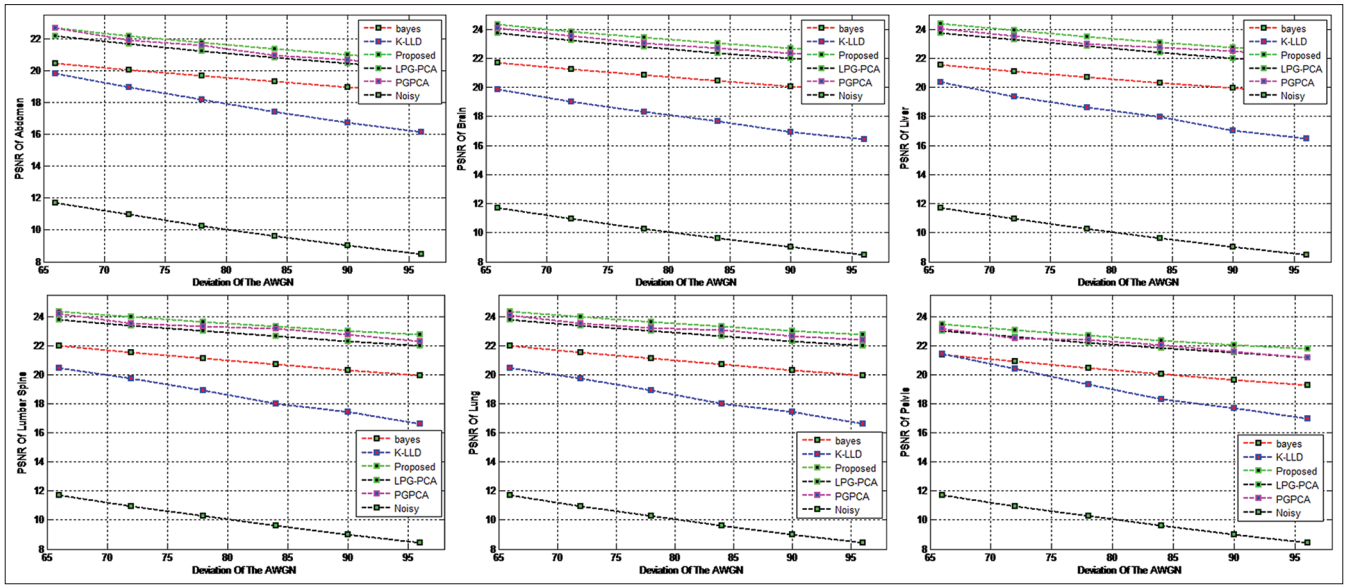 PSNR Of Abdomen
22
20
18
16
14
12
10
8
65 70 75 80 85 90 95
Deviation Of The AWGN
bayes
K-LLD
Proposed
LPG-PCA
PGPCA
Noisy
PSNR Of Brain
24
22
20
18
16
14
12
10
8
65 70 75 80 85 90 95
Deviation Of The AWGN
bayes
K-LLD
Proposed
LPG-PCA
PGPCA
Noisy
PSNR Of Liver
24
22
20
18
16
14
12
10
8
65 70 75 80 85 90 95
Deviation Of The AWGN
bayes
K-LLD
Proposed
LPG-PCA
PGPCA
Noisy
PSNR Of Lumbar Spine
24
22
20
18
16
14
12
10
8
65 70 75 80 85 90 95
Deviation Of The AWGN
bayes
K-LLD
Proposed
LPG-PCA
PGPCA
Noisy
PSNR Of Lung
24
22
20
18
16
14
12
10
8
65 70 75 80 85 90 95
Deviation Of The AWGN
bayes
K-LLD
Proposed
LPG-PCA
PGPCA
Noisy
PSNR Of Pelvis
24
22
20
18
16
14
12
10
8
65 70 75 80 85 90 95
Deviation Of The AWGN
bayes
K-LLD
Proposed
LPG-PCA
PGPCA
Noisy